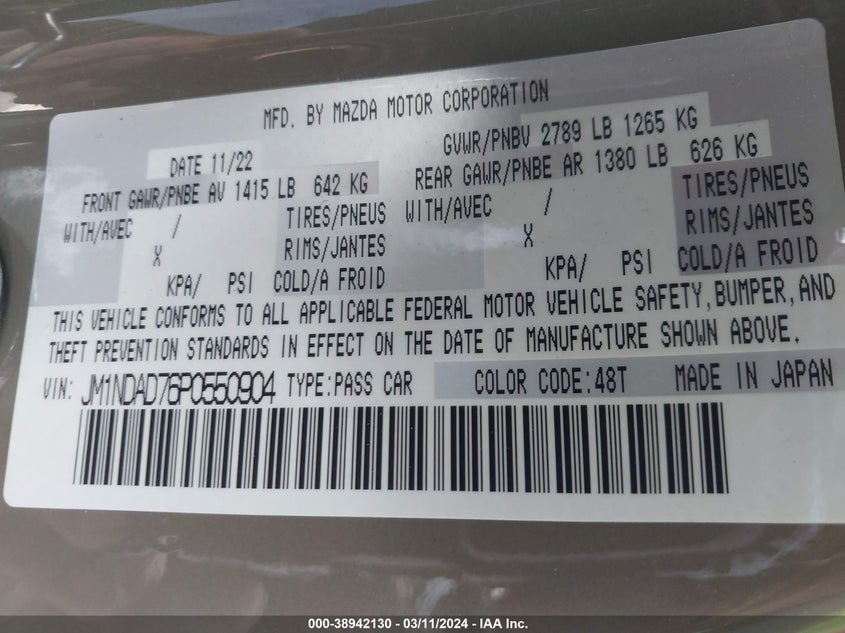 MFD. BY MAZDA MOTOR CORPORATION
DATE 11/22
GVWR/PNBV 2789 LB 1265 KG
FRONT GAWR/PNBE AV 1415 LB 642 KG
REAR GAWR/PNBE AR 1380 LB 626 KG
WITH/AVEC / TIRES/PNEUS WITH/AVEC / TIRES/PNEUS
X RIMS/JANTES X RIMS/JANTES
KPA/ PSI COLD/A FROID KPA/ PSI COLD/A FROID
THIS VEHICLE CONFORMS TO ALL APPLICABLE FEDERAL MOTOR VEHICLE SAFETY, BUMPER, AND
THEFT PREVENTION STANDARDS IN EFFECT ON THE DATE OF MANUFACTURE SHOWN ABOVE.
VIN: JM1NDAD76P0550904 TYPE:PASS CAR COLOR CODE:48T MADE IN JAPAN
000-38942130 - 03/11/2024 - IAA Inc.